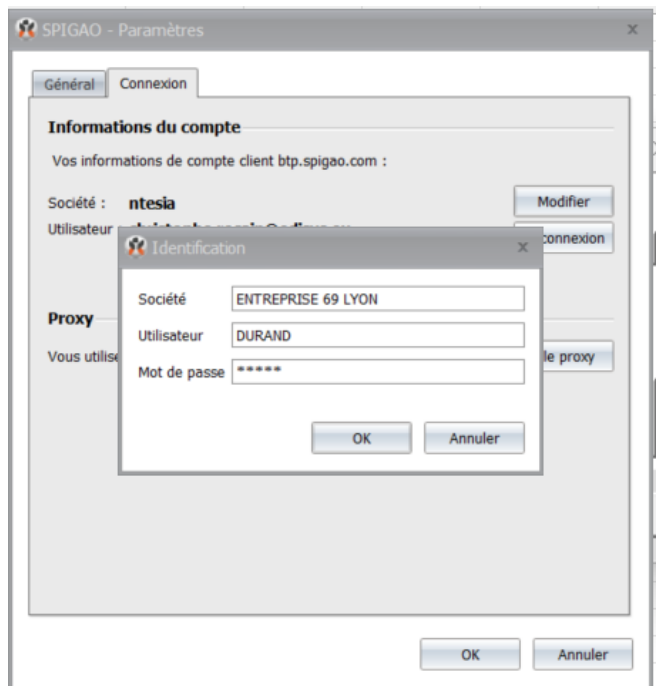 SPIGAO - Paramètres
Général Connexion
Informations du compte
Vos informations de compte client btp.spigao.com :
Société : ntesia Modifier
Utilisateur connexion
Identification
Société ENTREPRISE 69 LYON
Proxy
Utilisateur DURAND
Vous utilise le proxy
Mot de passe *****
OK Annuler
OK Annuler